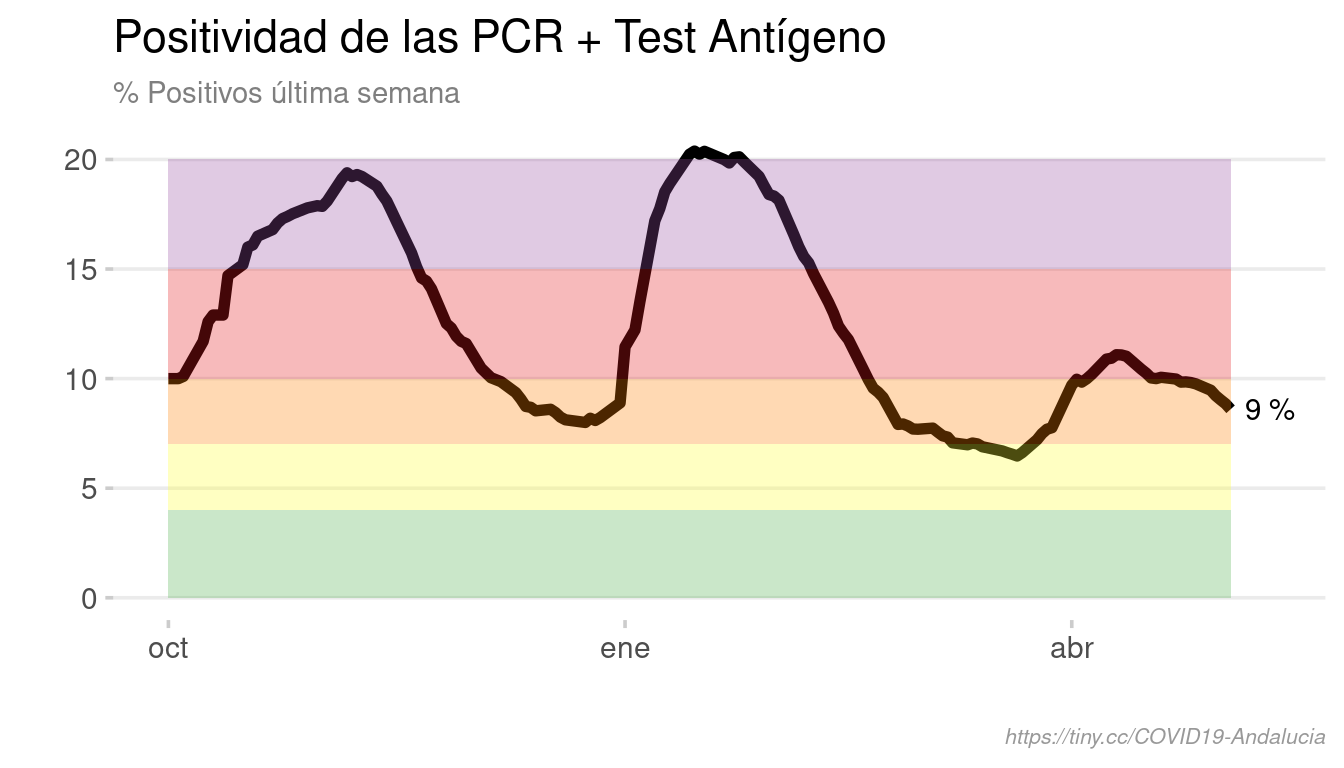 Positividad de las PCR + Test Antígeno
% Positivos última semana
20
15
10
5
0
9 %
oct ene abr
https://tiny.cc/COVID19-Andalucia